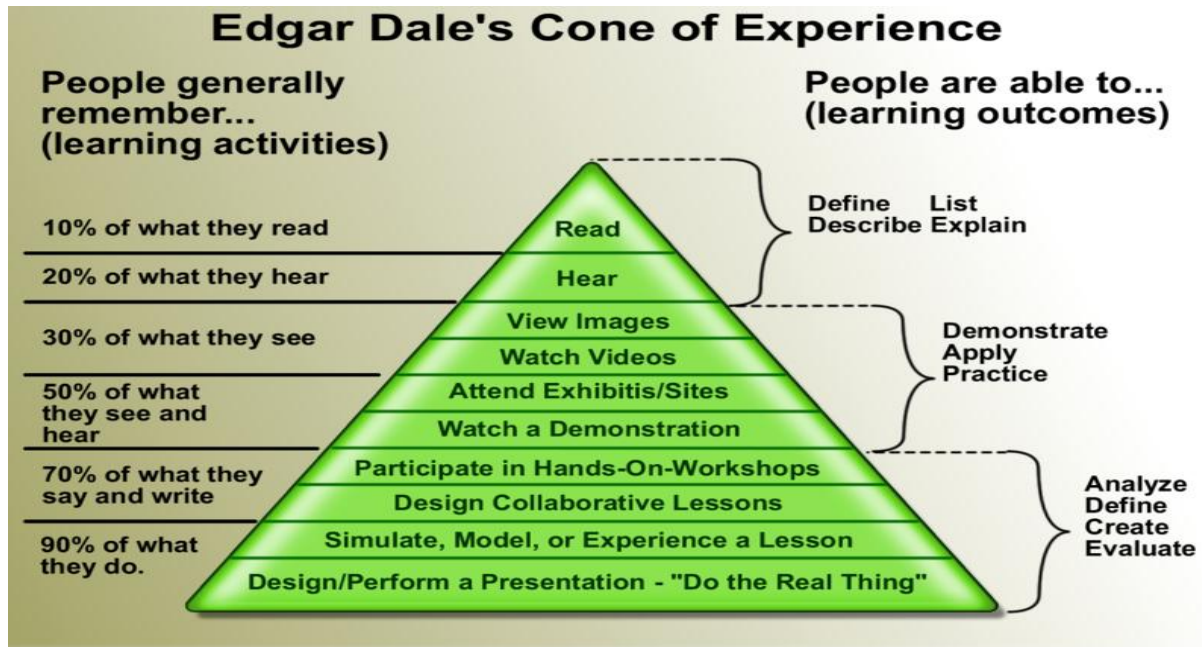 Edgar Dale's Cone of Experience
People generally
remember...
(learning activities)
People are able to...
(learning outcomes)
10% of what they read
20% of what they hear
30% of what they see
50% of what
they see and
hear
70% of what they
say and write
90% of what
they do.
Read
Hear
View Images
Watch Videos
Attend Exhibitis/Sites
Watch a Demonstration
Participate in Hands-On-Workshops
Design Collaborative Lessons
Simulate, Model, or Experience a Lesson
Design/Perform a Presentation - "Do the Real Thing"
Define List
Describe Explain
Demonstrate
Apply
Practice
Analyze
Define
Create
Evaluate